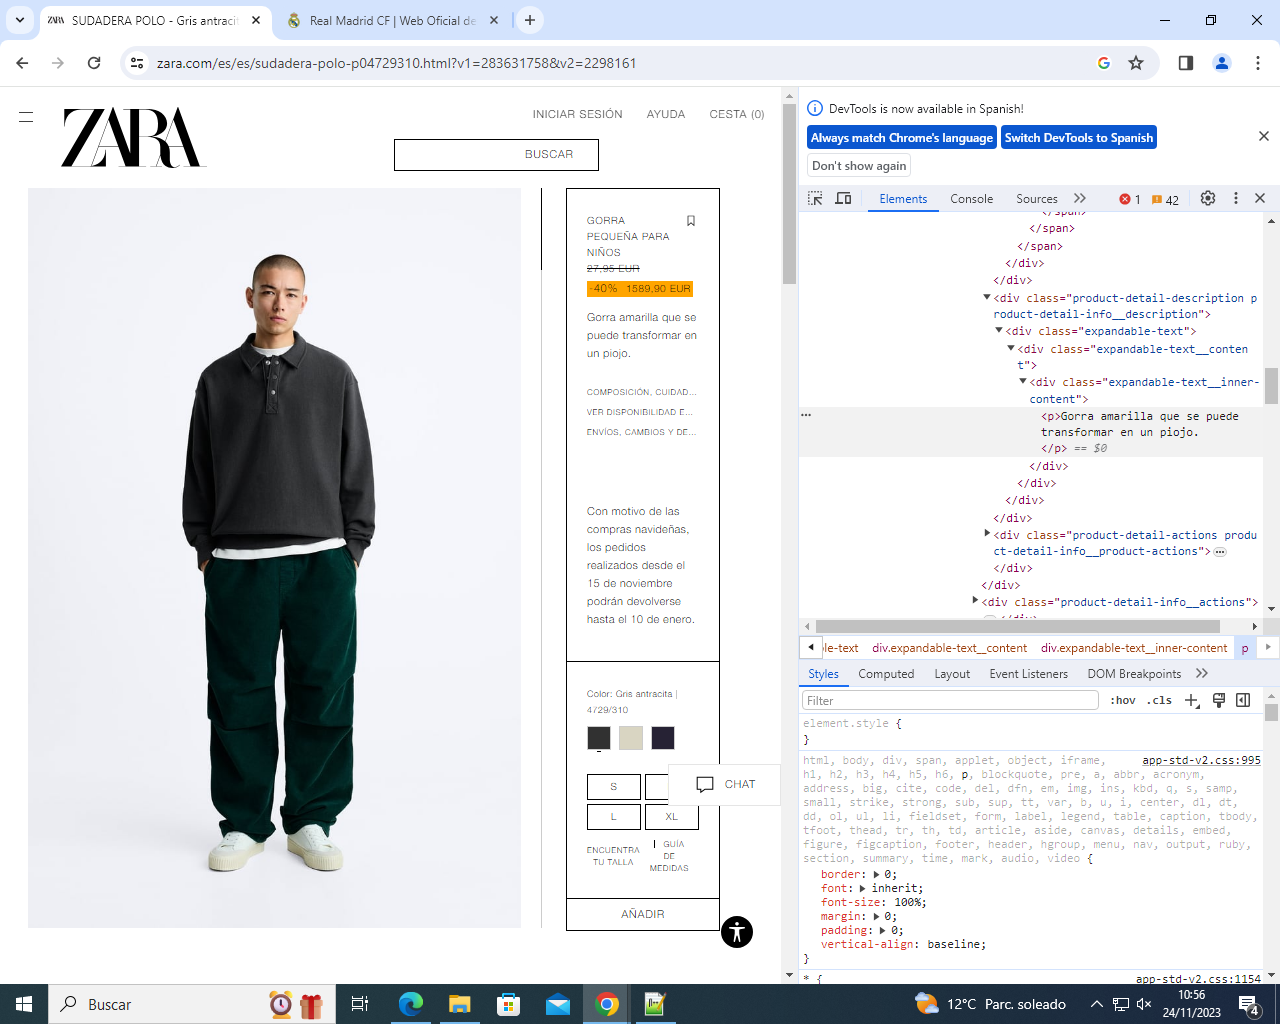 ZARA SUDADERA POLO - Gris antracit
Real Madrid CF | Web Oficial de
zara.com/es/es/sudadera-polo-p04729310.html?v1=283631758&v2=2298161
ZARA
INICIAR SESIÓN
AYUDA
CESTA (0)
BUSCAR
GORRA
PEQUEÑA PARA
NIÑOS
27,95 EUR
-40% 1589,90 EUR
Gorra amarilla que se
puede transformar en
un piojo.
COMPOSICIÓN, CUIDAD...
VER DISPONIBILIDAD E...
ENVÍOS, CAMBIOS Y DE...
Con motivo de las
compras navideñas,
los pedidos
realizados desde el
15 de noviembre
podrán devolverse
hasta el 10 de enero.
Color: Gris antracita |
4729/310
S
L
XL
CHAT
ENCUENTRA
TU TALLA
GUÍA
DE
MEDIDAS
AÑADIR
DevTools is now available in Spanish!
Always match Chrome's language
Switch DevTools to Spanish
Don't show again
Elements
Console
Sources
1
42
</span>
</span>
</span>
</div>
</div>
<div class="product-detail-description p
roduct-detail-info__description">
<div class="expandable-text">
<div class="expandable-text__conten
t">
<div class="expandable-text__inner-
content">
<p>Gorra amarilla que se puede
transformar en un piojo.
</p> == $0
</div>
</div>
</div>
</div>
<div class="product-detail-actions produ
ct-detail-info__product-actions">
</div>
</div>
<div class="product-detail-info__actions">
le-text
div.expandable-text__content
div.expandable-text__inner-content
p
Styles
Computed
Layout
Event Listeners
DOM Breakpoints
Filter
:hov
.cls
element.style {
}
html, body, div, span, applet, object, iframe, app-std-v2.css:995
h1, h2, h3, h4, h5, h6, p, blockquote, pre, a, abbr, acronym,
address, big, cite, code, del, dfn, em, img, ins, kbd, q, s, samp,
small, strike, strong, sub, sup, tt, var, b, u, i, center, dl, dt,
dd, ol, ul, li, fieldset, form, label, legend, table, caption, tbody,
tfoot, thead, tr, th, td, article, aside, canvas, details, embed,
figure, figcaption, footer, header, hgroup, menu, nav, output, ruby,
section, summary, time, mark, audio, video {
border: 0;
font: inherit;
font-size: 100%;
margin: 0;
padding: 0;
vertical-align: baseline;
}
* { app-std-v2.css:1154
Buscar
12°C Parc. soleado
10:56
24/11/2023
4